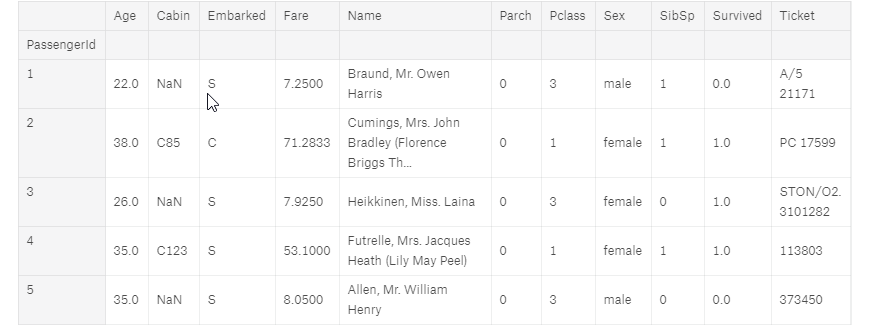 Age Cabin Embarked Fare Name Parch Pclass Sex SibSp Survived Ticket
PassengerId
1 22.0 NaN S 7.2500 Braund, Mr. Owen Harris 0 3 male 1 0.0 A/5 21171
2 38.0 C85 C 71.2833 Cumings, Mrs. John Bradley (Florence Briggs Th... 0 1 female 1 1.0 PC 17599
3 26.0 NaN S 7.9250 Heikkinen, Miss. Laina 0 3 female 0 1.0 STON/O2. 3101282
4 35.0 C123 S 53.1000 Futrelle, Mrs. Jacques Heath (Lily May Peel) 0 1 female 1 1.0 113803
5 35.0 NaN S 8.0500 Allen, Mr. William Henry 0 3 male 0 0.0 373450